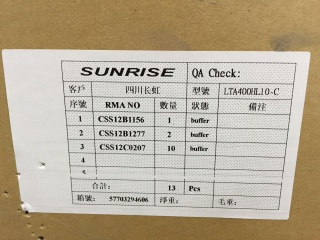 SUNRISE QA Check:
客戶 四川长虹 型號 LTA400HL10-C
序號 RMA NO 數量 狀態 備注
1 CSS12B1156 1 buffer
2 CSS12B1277 2 buffer
3 CSS12C0207 10 buffer
4
5
合計: 13 Pcs
箱號: 57703294606 淨重: 毛重: